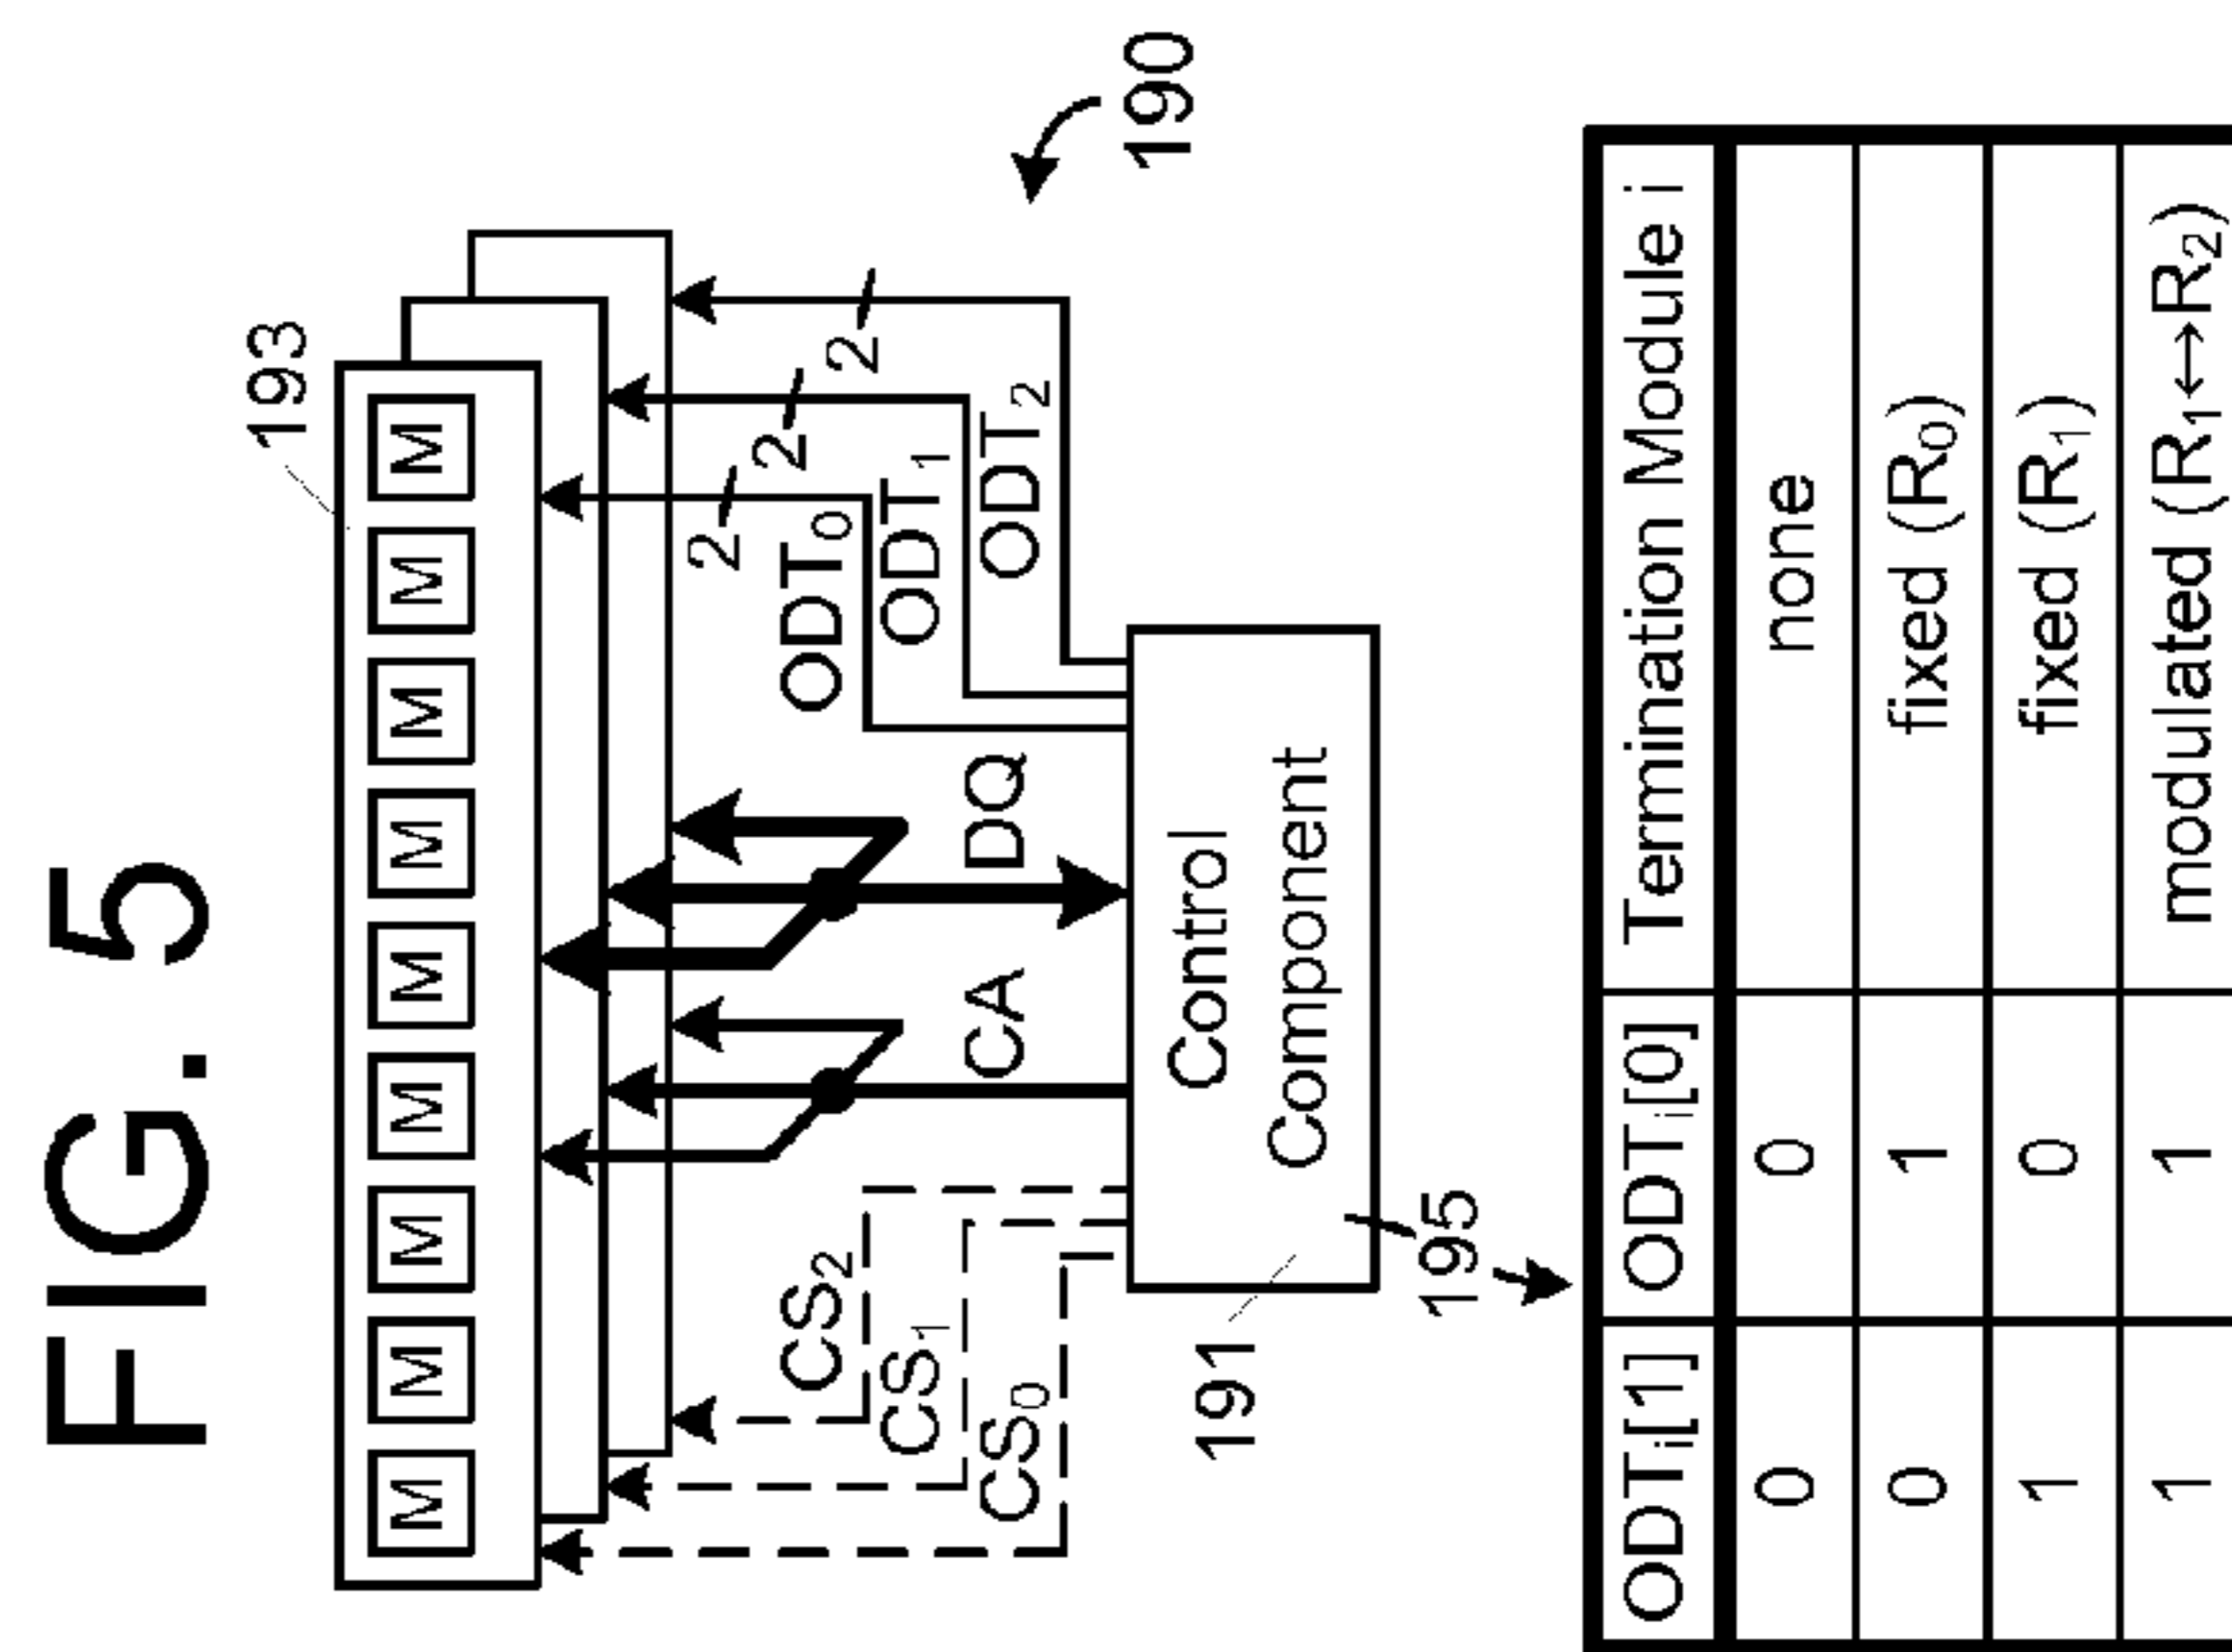 FIG. 5
193
M M M M M M M M M
2
2
2
190
CS2
CS1
CS0
CA
DQ
ODT0
ODT1
ODT2
191
Control
Component
195
ODTi[1] ODTi[0] Termination Module i
0 0 none
0 1 fixed (R0)
1 0 fixed (R1)
1 1 modulated (R1↔R2)